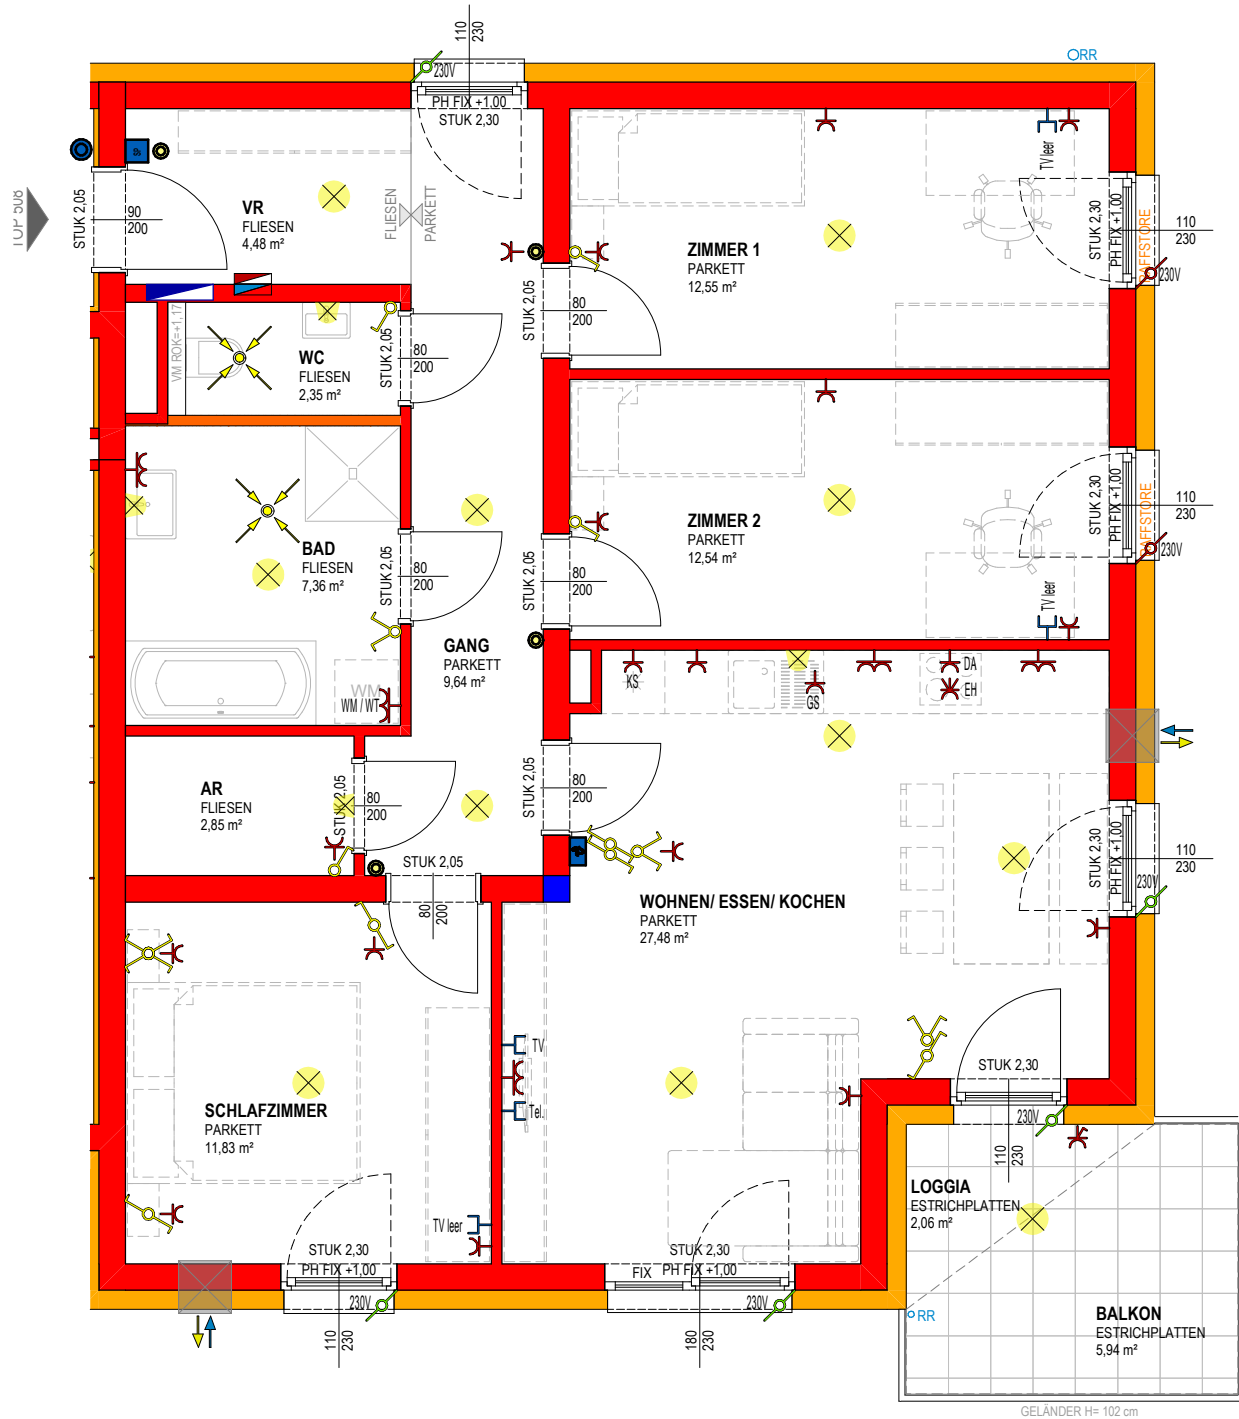 110
230
230V
PH FIX +1,00
STUK 2,30
ORR
TOP 508
STUK 2,05
90
200
VR
FLIESEN
4,48 m²
FLIESEN
PARKETT
ZIMMER 1
PARKETT
12,55 m²
TV leer
STUK 2,30
PH FIX +1,00
RAFFSTORE
110
230
230V
STUK 2,05
80
200
VM ROK=+1,17
WC
FLIESEN
2,35 m²
STUK 2,05
80
200
ZIMMER 2
PARKETT
12,54 m²
TV leer
STUK 2,30
PH FIX +1,00
RAFFSTORE
110
230
230V
STUK 2,05
80
200
BAD
FLIESEN
7,36 m²
STUK 2,05
80
200
WM
WM / WT
GANG
PARKETT
9,64 m²
KS
GS
DA
EH
STUK 2,05
80
200
AR
FLIESEN
2,85 m²
STUK 2,05
80
200
STUK 2,05
80
200
WOHNEN/ ESSEN/ KOCHEN
PARKETT
27,48 m²
STUK 2,30
PH FIX +1,00
110
230
230V
TV
Tel.
SCHLAFZIMMER
PARKETT
11,83 m²
TV leer
STUK 2,30
PH FIX +1,00
230V
110
230
STUK 2,30
FIX
PH FIX +1,00
230V
180
230
STUK 2,30
230V
110
230
LOGGIA
ESTRICHPLATTEN
2,06 m²
RR
BALKON
ESTRICHPLATTEN
5,94 m²
GELÄNDER H= 102 cm